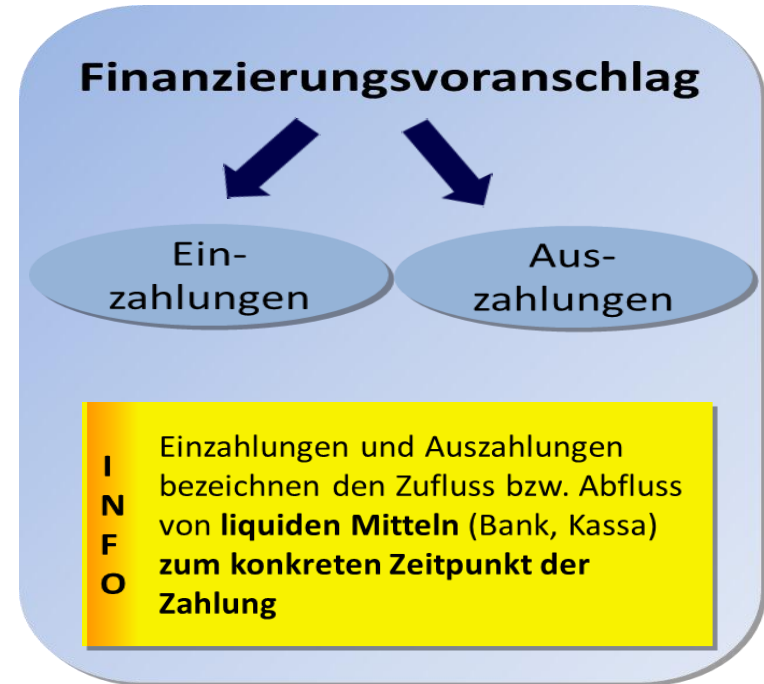 Finanzierungsvoranschlag
Ein-
zahlungen
Aus-
zahlungen
INFO
Einzahlungen und Auszahlungen
bezeichnen den Zufluss bzw. Abfluss
von liquiden Mitteln (Bank, Kassa)
zum konkreten Zeitpunkt der
Zahlung